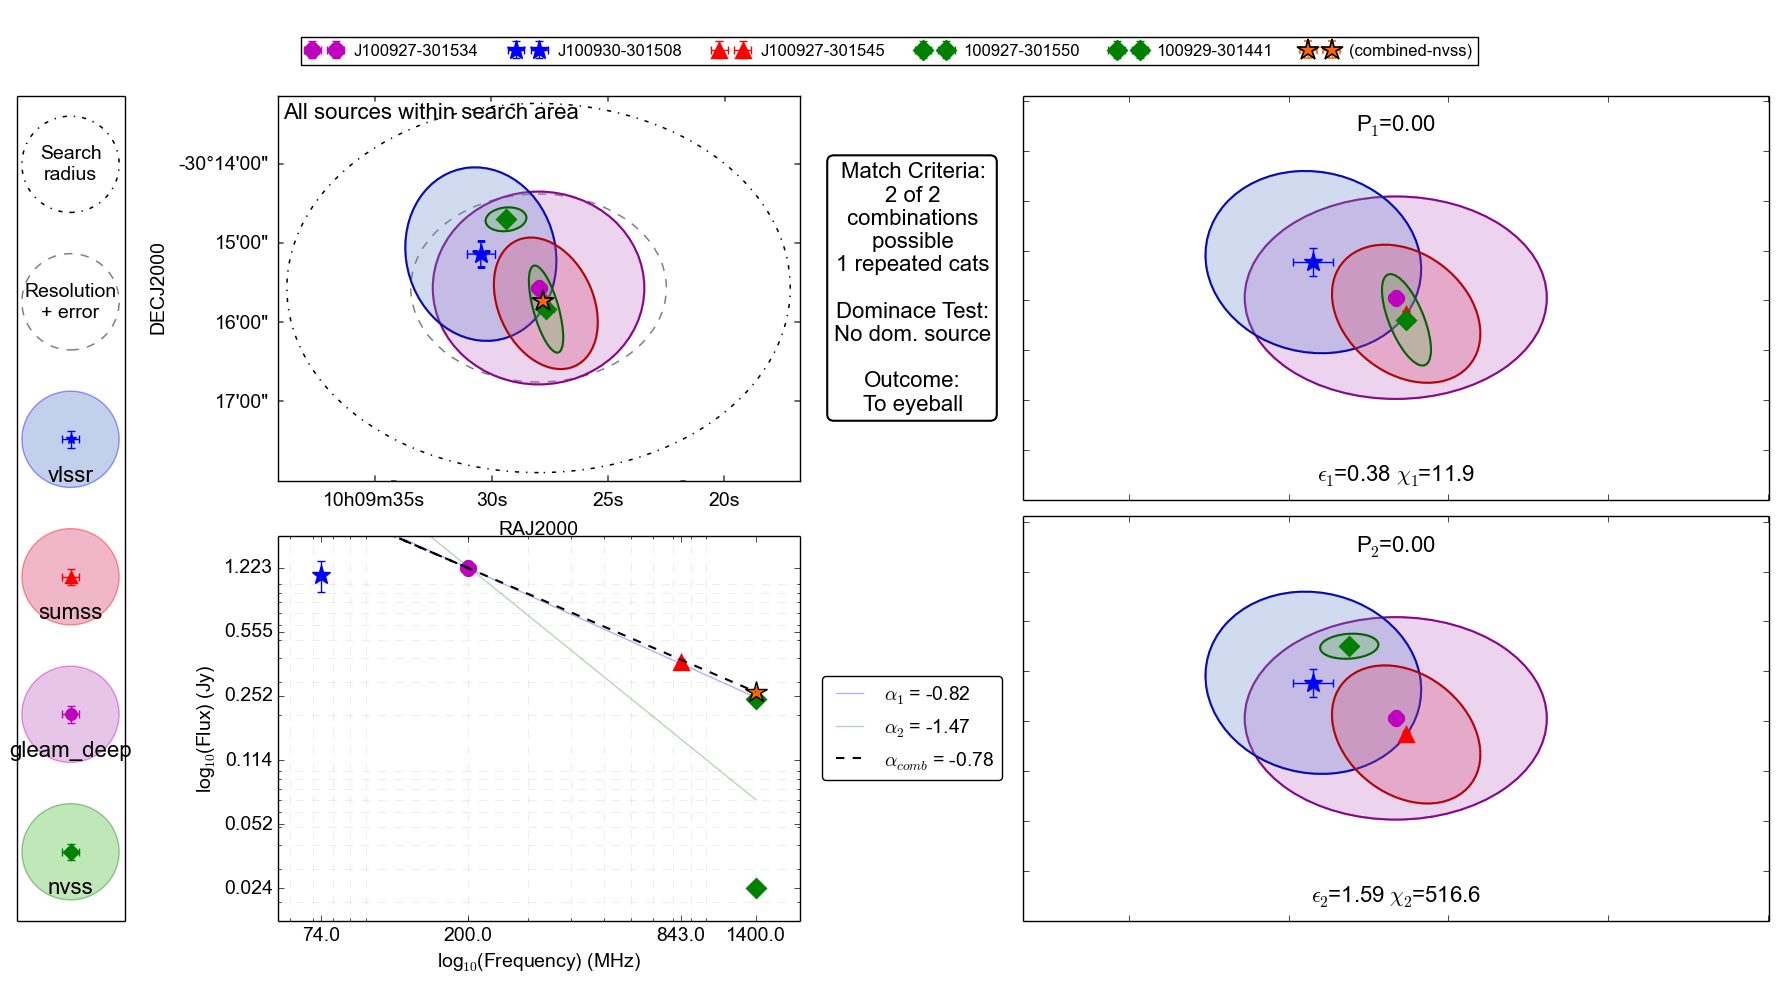 J100927-301534 J100930-301508 J100927-301545 100927-301550 100929-301441 (combined-nvss)
Search
radius
Resolution
+ error
vlssr
sumss
gleam_deep
nvss
All sources within search area
DECJ2000
-30°14'00"
15'00"
16'00"
17'00"
10h09m35s 30s 25s 20s
RAJ2000
Match Criteria:
2 of 2
combinations
possible
1 repeated cats
Dominace Test:
No dom. source
Outcome:
To eyeball
P₁=0.00
ϵ₁=0.38 χ₁=11.9
log₁₀(Flux) (Jy)
1.223
0.555
0.252
0.114
0.052
0.024
74.0 200.0 843.0 1400.0
log₁₀(Frequency) (MHz)
α₁ = -0.82
α₂ = -1.47
α_comb = -0.78
P₂=0.00
ϵ₂=1.59 χ₂=516.6